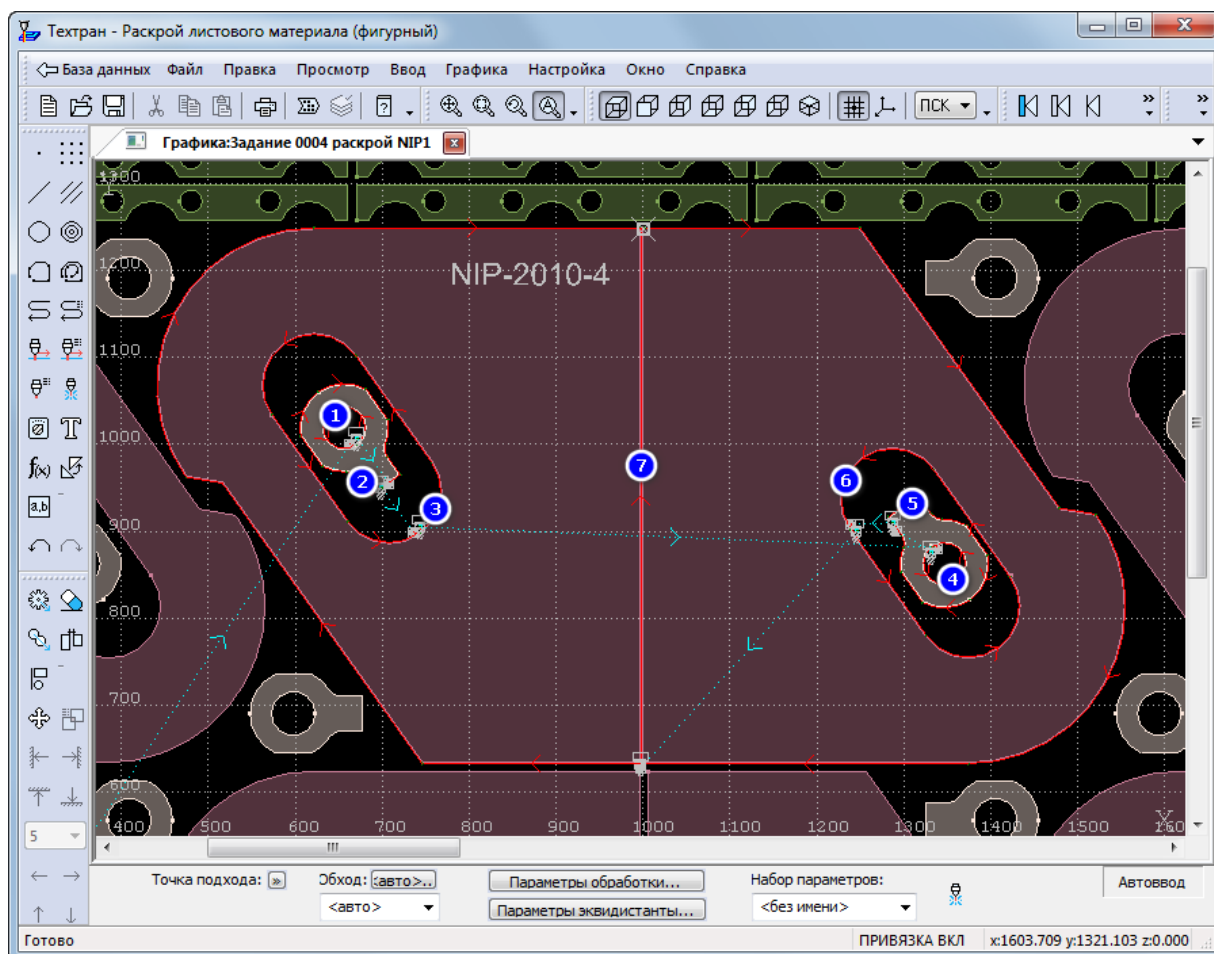 Техтран - Раскрой листового материала (фигурный)
База данных Файл Правка Просмотр Ввод Графика Настройка Окно Справка
ПСК
Графика:Задание 0004 раскрой NIP1
1300
Y
1200
NIP-2010-4
1100
1
1000
7
2
6
3
5
900
4
800
700
600
X
400 500 600 700 800 900 1000 1100 1200 1300 1400 1500
T
f(x)
a,b
5
Точка подхода: » Обход: <авто>.. Параметры обработки... Набор параметров: Автоввод
<авто> Параметры эквидистанты... <без имени>
Готово ПРИВЯЗКА ВКЛ x:1603.709 y:1321.103 z:0.000